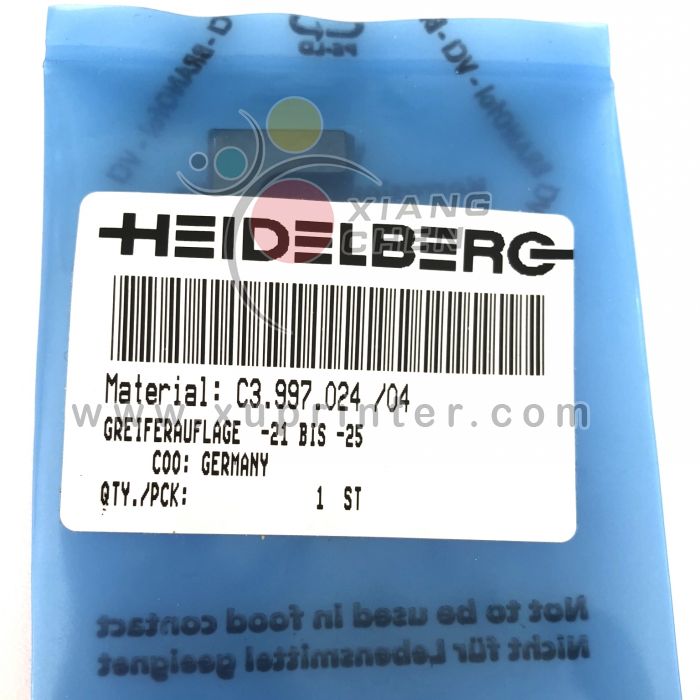 XIANG
CHEN
HEIDELBERG
Material: C3.997.024 /04
www.xuprinter.com
GREIFERAUFLAGE -21 BIS -25
COO: GERMANY
QTY./PCK: 1 ST
Not to be used in food contact
Nicht für Lebensmittel geeignet